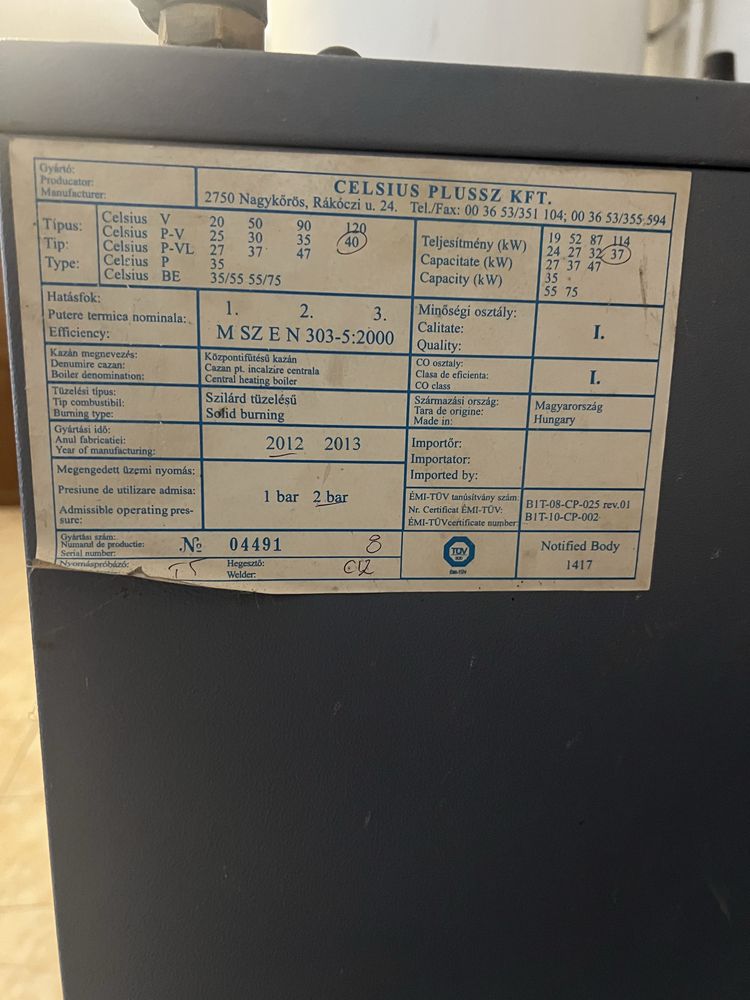 Gyártó:
Producator:
Manufacturer:
CELSIUS PLUSSZ KFT.
2750 Nagykőrös, Rákóczi u. 24. Tel./Fax: 00 36 53/351 104; 00 36 53/355 594
Típus:
Tip:
Type:
Celsius V 20 50 90 120
Celsius P-V 25 30 35 40
Celsius P-VL 27 37 47
Celsius P 35
Celsius BE 35/55 55/75
Teljesítmény (kW)
Capacitate (kW)
Capacity (kW)
19 52 87 114
24 27 32 37
27 37 47
35
55 75
Hatásfok:
Putere termica nominala:
Efficiency:
1. 2. 3.
M SZ E N 303-5:2000
Minőségi osztály:
Calitate:
Quality:
I.
Kazán megnevezés:
Denumire cazan:
Boiler denomination:
Központifűtésű kazán
Cazan pt. incalzire centrala
Central heating boiler
CO osztaly:
Clasa de eficienta:
CO class
I.
Tüzelési típus:
Tip combustibil:
Burning type:
Szilárd tüzelésű
Solid burning
Származási ország:
Tara de origine:
Made in:
Magyarország
Hungary
Gyártási idő:
Anul fabricatiei:
Year of manufacturing:
2012 2013
Importőr:
Importator:
Imported by:
Megengedett üzemi nyomás:
Presiune de utilizare admisa:
Admissible operating pres-
sure:
1 bar 2 bar
ÉMI-TÜV tanúsítvány szám:
Nr. Certificat ÉMI-TÜV:
ÉMI-TÜVcertificate number:
B1T-08-CP-025 rev.01
B1T-10-CP-002
Gyártási szám:
Numarul de productie:
Serial number:
№ 04491 8
TÜV
Notified Body
1417
Nyomáspróbázó:
Hegesztő:
Welder: